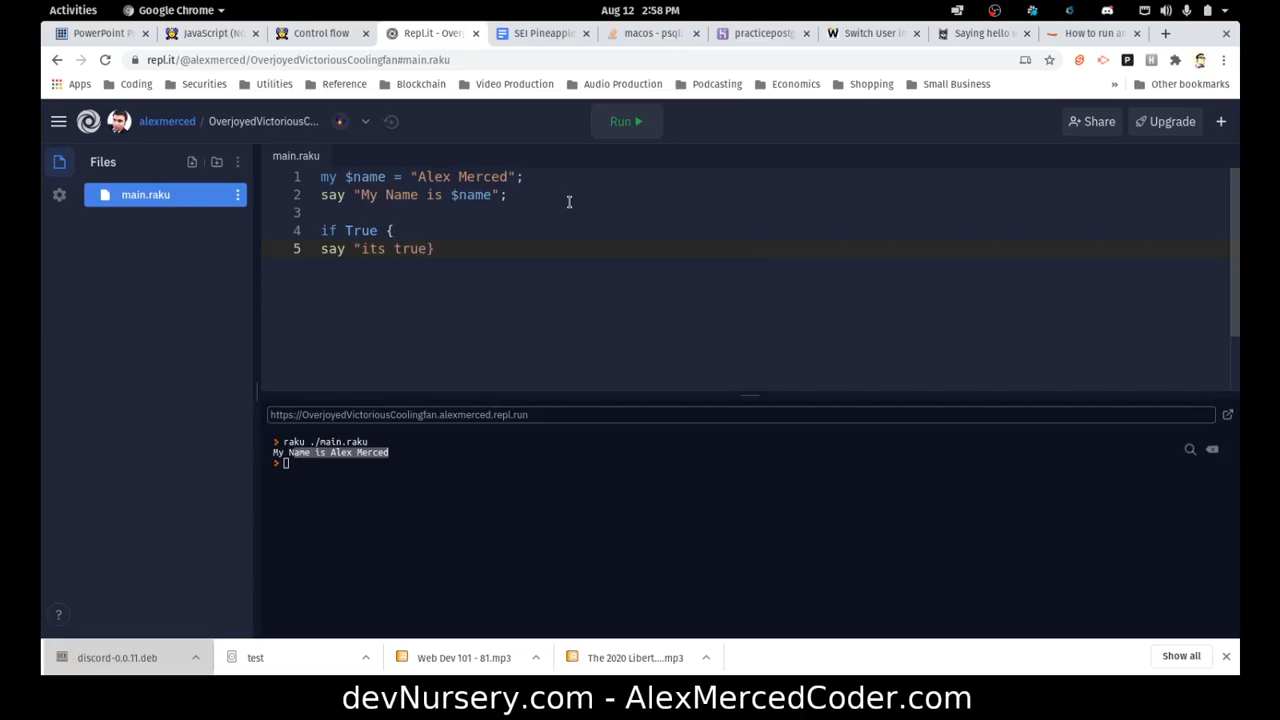 Activities Google Chrome Aug 12 2:58 PM
PowerPoint P JavaScript (No Control flow Repl.it - Over SEI Pineapple macos - psql: practicepostg Switch User in Saying hello w How to run an
repl.it/@alexmerced/OverjoyedVictoriousCoolingfan#main.raku
Apps Coding Securities Utilities Reference Blockchain Video Production Audio Production Podcasting Economics Shopping Small Business » Other bookmarks
alexmerced / OverjoyedVictoriousC... Run Share Upgrade
Files
main.raku
main.raku
1 my $name = "Alex Merced";
2 say "My Name is $name";
3
4 if True {
5 say "its true}
https://OverjoyedVictoriousCoolingfan.alexmerced.repl.run
> raku ./main.raku
My Name is Alex Merced
>
?
discord-0.0.11.deb test Web Dev 101 - 81.mp3 The 2020 Libert....mp3 Show all
devNursery.com - AlexMercedCoder.com